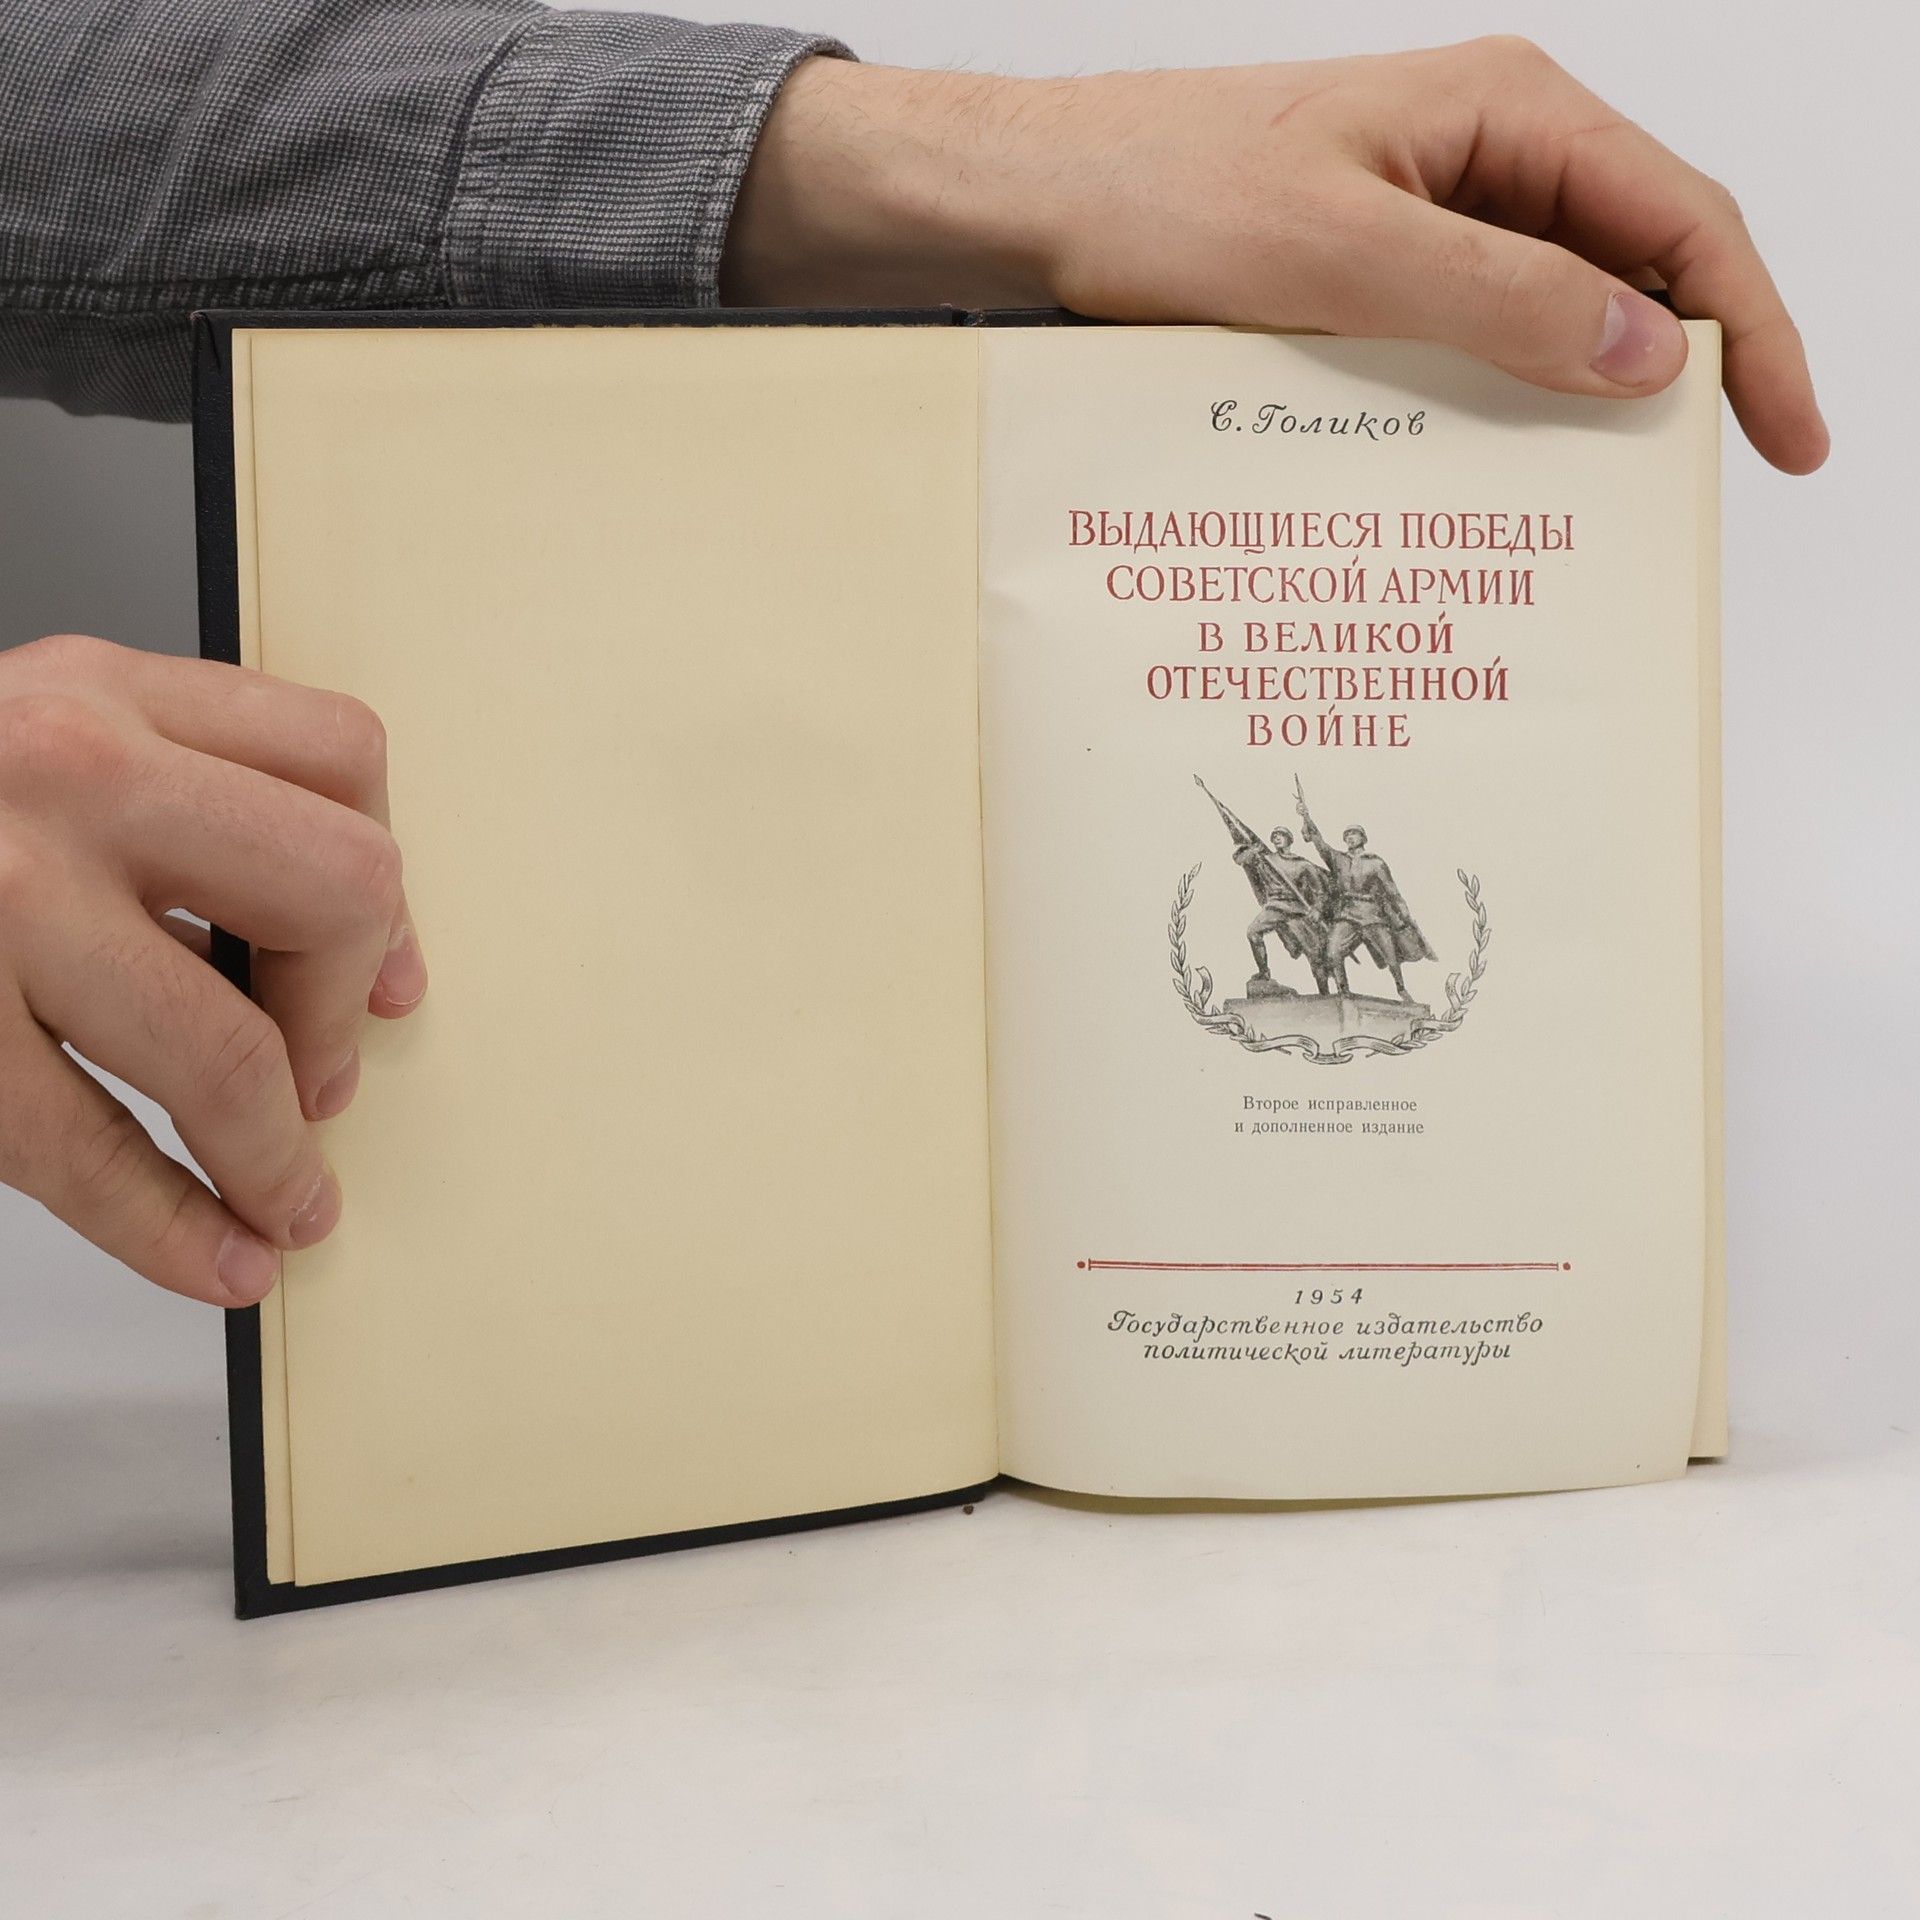 С. Голиков
ВЫДАЮЩИЕСЯ ПОБЕДЫ
СОВЕТСКОЙ АРМИИ
В ВЕЛИКОЙ
ОТЕЧЕСТВЕННОЙ
ВОЙНЕ
Второе исправленное
и дополненное издание
1954
Государственное издательство
политической литературы